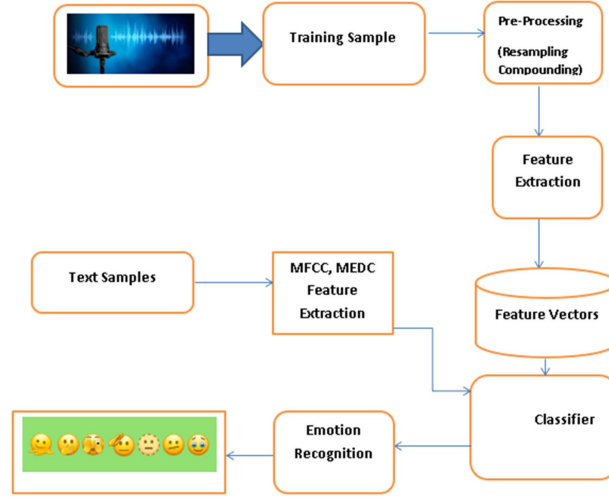 Training Sample
Pre-Processing
(Resampling
Compounding)
Feature
Extraction
Text Samples
MFCC, MEDC
Feature
Extraction
Feature Vectors
Classifier
Emotion
Recognition